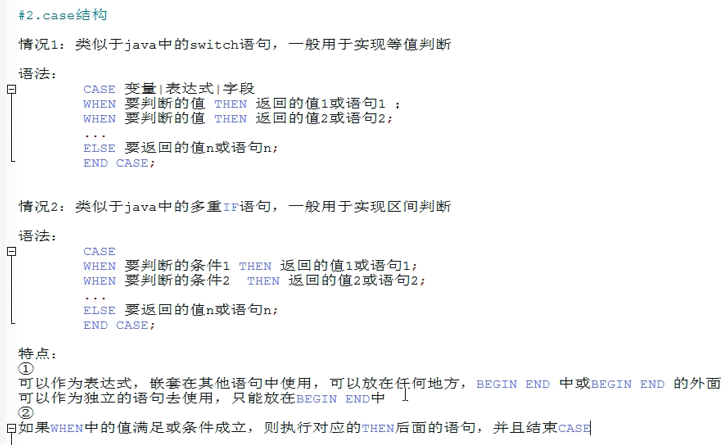 #2.case结构
情况1：类似于java中的switch语句，一般用于实现等值判断
语法：
CASE 变量|表达式|字段
WHEN 要判断的值 THEN 返回的值1或语句1 ;
WHEN 要判断的值 THEN 返回的值2或语句2;
...
ELSE 要返回的值n或语句n;
END CASE;
情况2：类似于java中的多重IF语句，一般用于实现区间判断
语法：
CASE
WHEN 要判断的条件1 THEN 返回的值1或语句1;
WHEN 要判断的条件2 THEN 返回的值2或语句2;
...
ELSE 要返回的值n或语句n;
END CASE;
特点：
①
可以作为表达式，嵌套在其他语句中使用，可以放在任何地方，BEGIN END 中或BEGIN END 的外面
可以作为独立的语句去使用，只能放在BEGIN END中
②
如果WHEN中的值满足或条件成立，则执行对应的THEN后面的语句，并且结束CASE